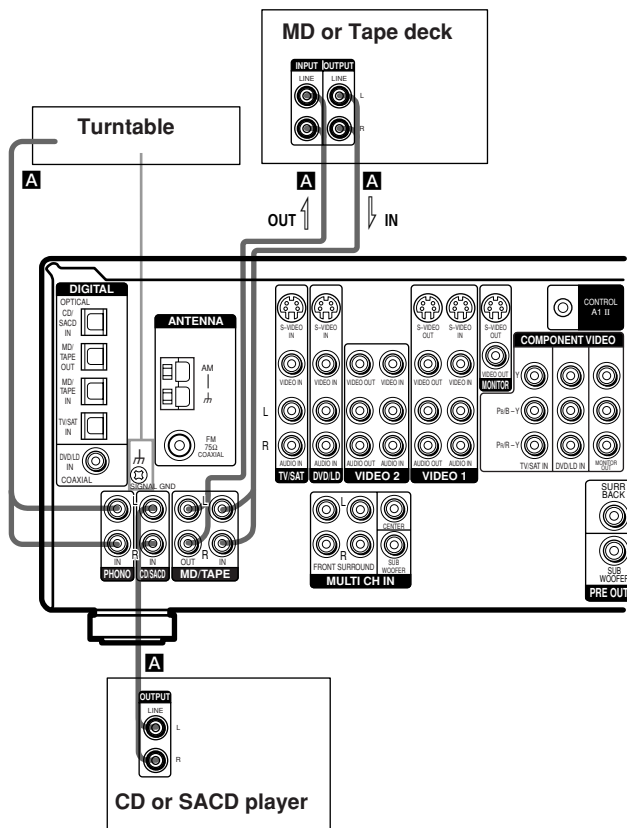 MD or Tape deck
INPUT OUTPUT
LINE LINE
L
R
Turntable
A
A A
OUT IN
DIGITAL
OPTICAL
CD/
SACD
IN
MD/
TAPE
OUT
MD/
TAPE
IN
TV/SAT
IN
DVD/LD
IN
COAXIAL
ANTENNA
AM
FM
75Ω
COAXIAL
SIGNAL GND
L
R
IN
PHONO
IN
CD/SACD
L
R
OUT IN
MD/TAPE
S-VIDEO
IN
S-VIDEO
IN
S-VIDEO
OUT
S-VIDEO
IN
S-VIDEO
OUT
VIDEO IN VIDEO IN VIDEO OUT VIDEO IN VIDEO OUT VIDEO IN
VIDEO OUT
MONITOR
L
R
AUDIO IN AUDIO IN AUDIO OUT AUDIO IN AUDIO OUT AUDIO IN
TV/SAT DVD/LD VIDEO 2 VIDEO 1
CONTROL
A1 II
COMPONENT VIDEO
Y
PB/B–Y
PR/R–Y
TV/SAT IN DVD/LD IN MONITOR
OUT
L
R
FRONT SURROUND
CENTER
SUB
WOOFER
MULTI CH IN
SURR
BACK
SUB
WOOFER
PRE OUT
A
OUTPUT
LINE
L
R
CD or SACD player